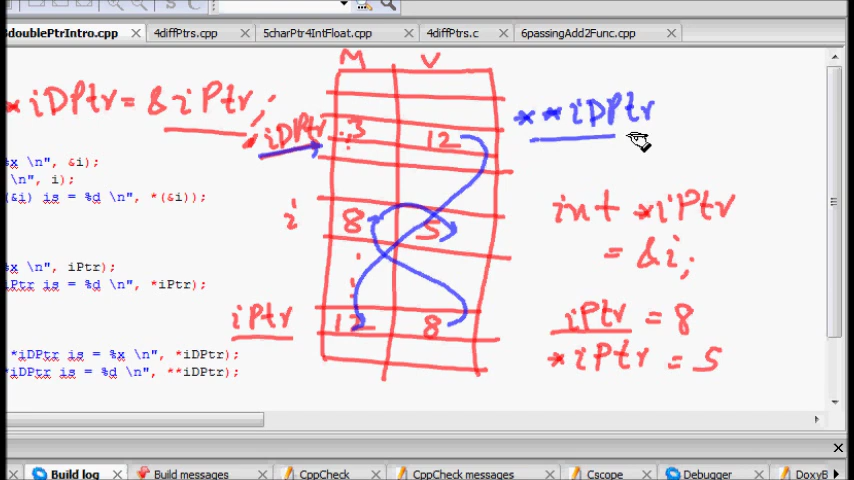 doublePtrIntro.cpp 4diffPtrs.cpp 5charPtr4IntFloat.cpp 4diffPtrs.c 6passingAdd2Func.cpp
M V
*iDPtr = &iPtr;
**iDPtr
iDPtr : 3 12
%x \n", &i);
\n", i);
(&i) is = %d \n", *(&i));
i 8 5
int *iPtr
= &i;
%x \n", iPtr);
iPtr is = %d \n", *iPtr);
iPtr 12 8
iPtr = 8
*iPtr = 5
*iDPtr is = %x \n", *iDPtr);
*iDPtr is = %d \n", **iDPtr);
Build log Build messages CppCheck CppCheck messages Cscope Debugger DoxyB